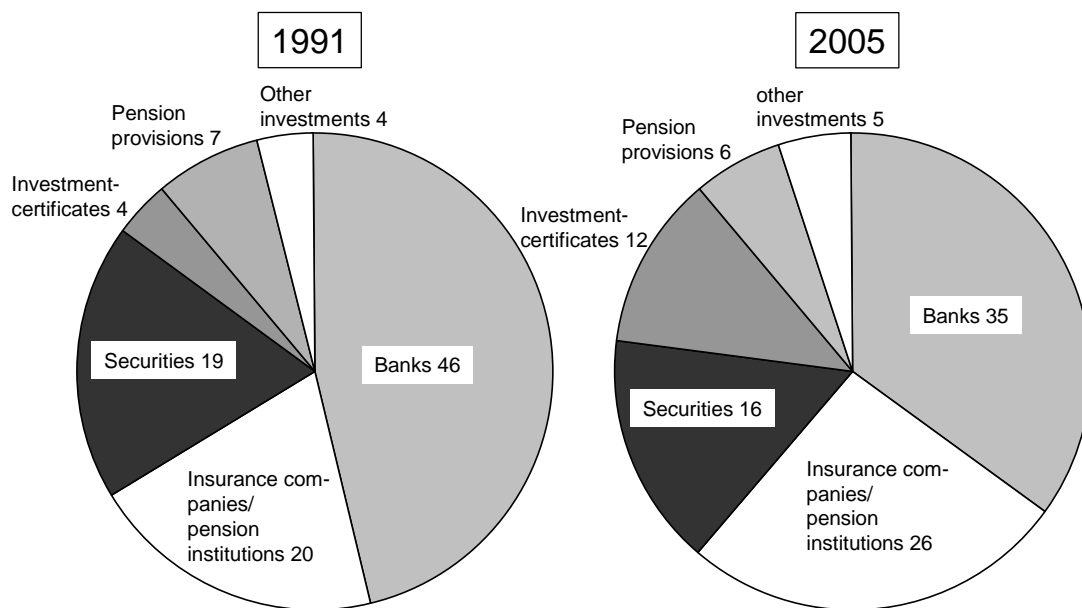 1991
Other
investments 4
Pension
provisions 7
Investment-
certificates 4
Securities 19
Banks 46
Insurance com-
panies/
pension
institutions 20
2005
other
investments 5
Pension
provisions 6
Investment-
certificates 12
Banks 35
Securities 16
Insurance com-
panies/
pension
institutions 26